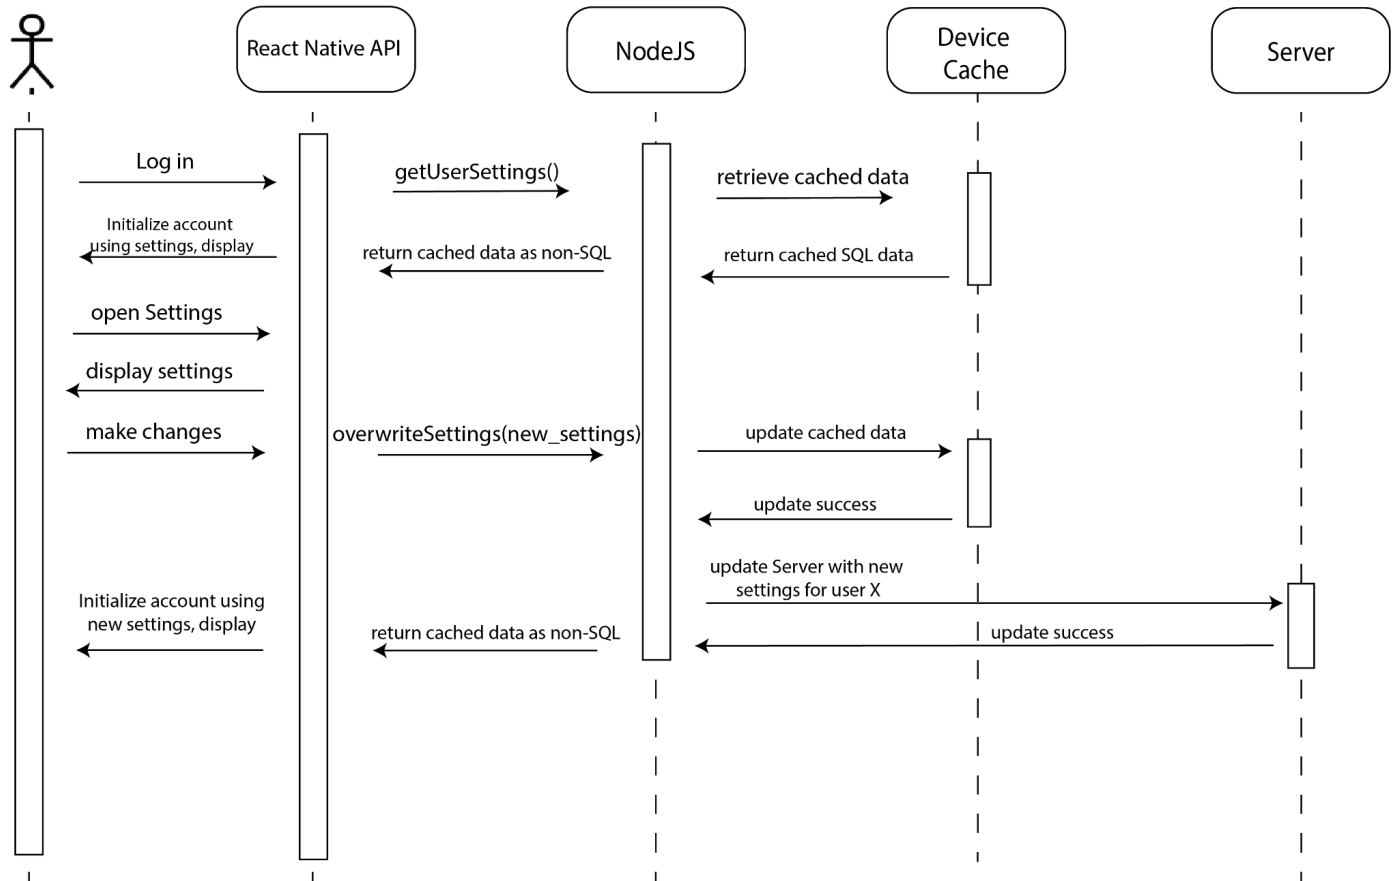 React Native API
NodeJS
Device
Cache
Server
Log in
getUserSettings()
retrieve cached data
Initialize account
using settings, display
return cached data as non-SQL
return cached SQL data
open Settings
display settings
make changes
overwriteSettings(new_settings)
update cached data
update success
update Server with new
settings for user X
Initialize account using
new settings, display
return cached data as non-SQL
update success